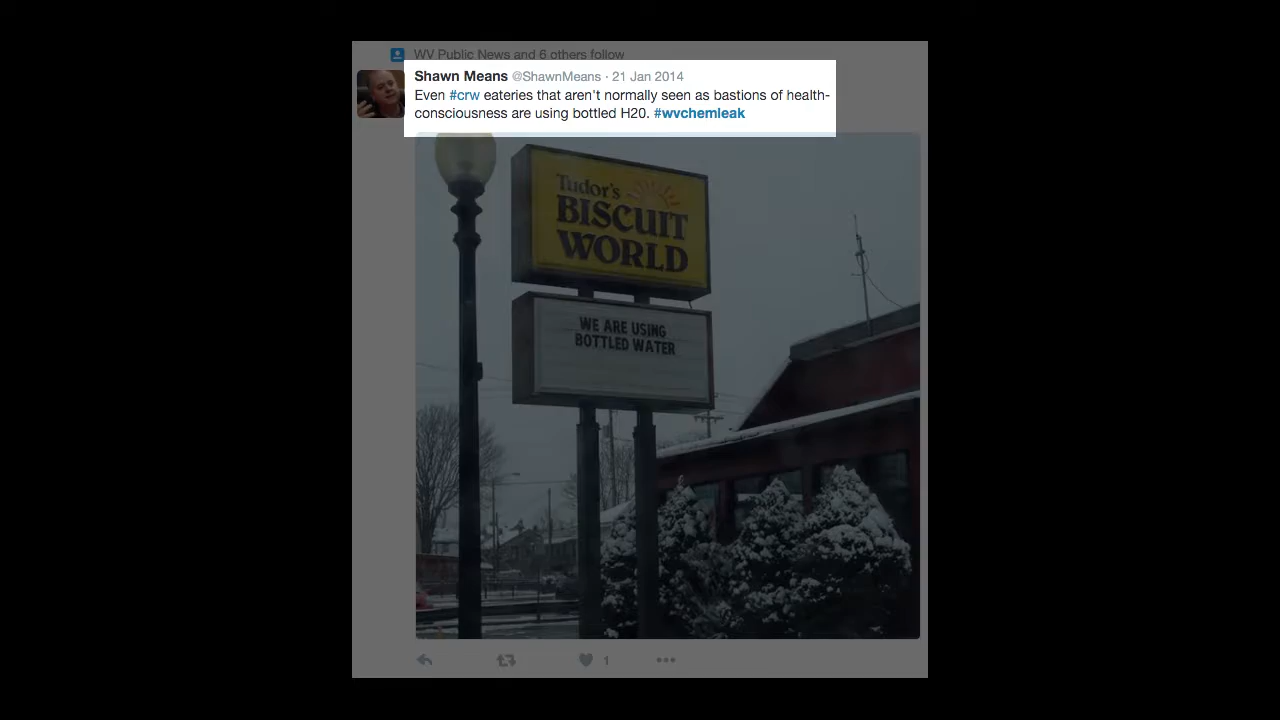 WV Public News and 6 others follow
Shawn Means @ShawnMeans · 21 Jan 2014
Even #crw eateries that aren't normally seen as bastions of health-
consciousness are using bottled H20. #wvchemleak
Tudor's
BISCUIT
WORLD
WE ARE USING
BOTTLED WATER
1